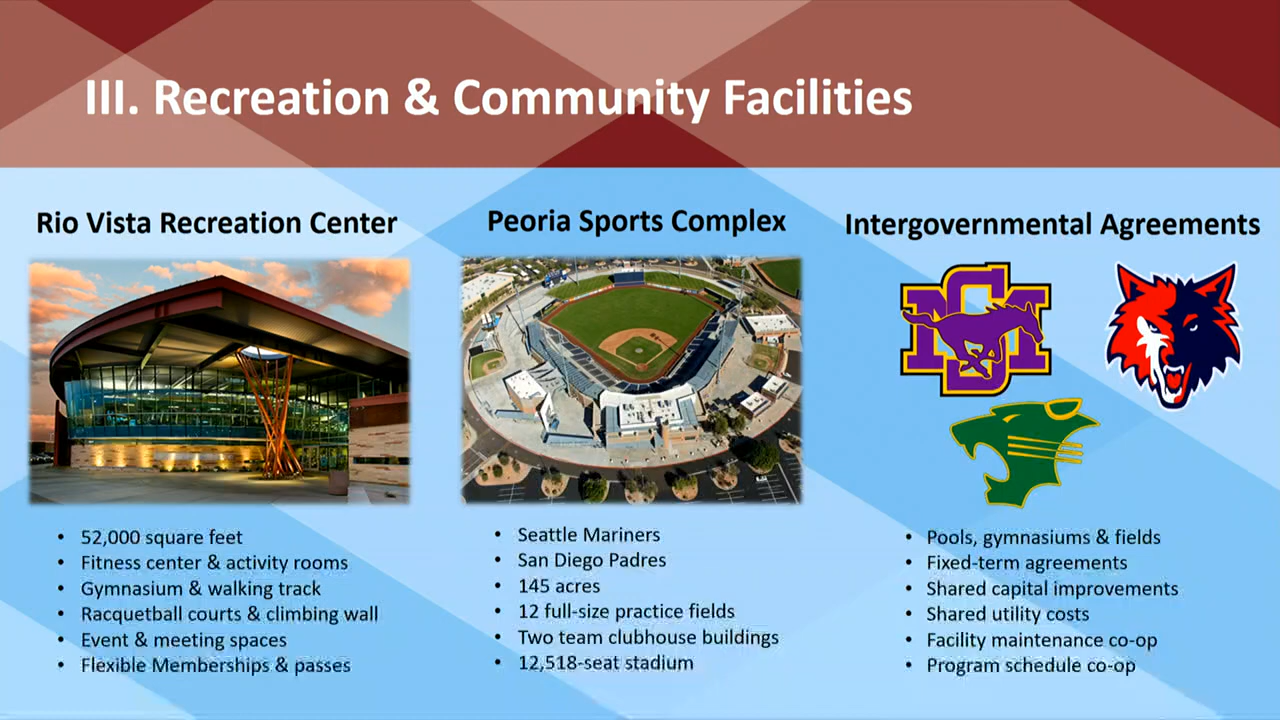 III. Recreation & Community Facilities
Rio Vista Recreation Center
• 52,000 square feet
• Fitness center & activity rooms
• Gymnasium & walking track
• Racquetball courts & climbing wall
• Event & meeting spaces
• Flexible Memberships & passes
Peoria Sports Complex
• Seattle Mariners
• San Diego Padres
• 145 acres
• 12 full-size practice fields
• Two team clubhouse buildings
• 12,518-seat stadium
Intergovernmental Agreements
• Pools, gymnasiums & fields
• Fixed-term agreements
• Shared capital improvements
• Shared utility costs
• Facility maintenance co-op
• Program schedule co-op